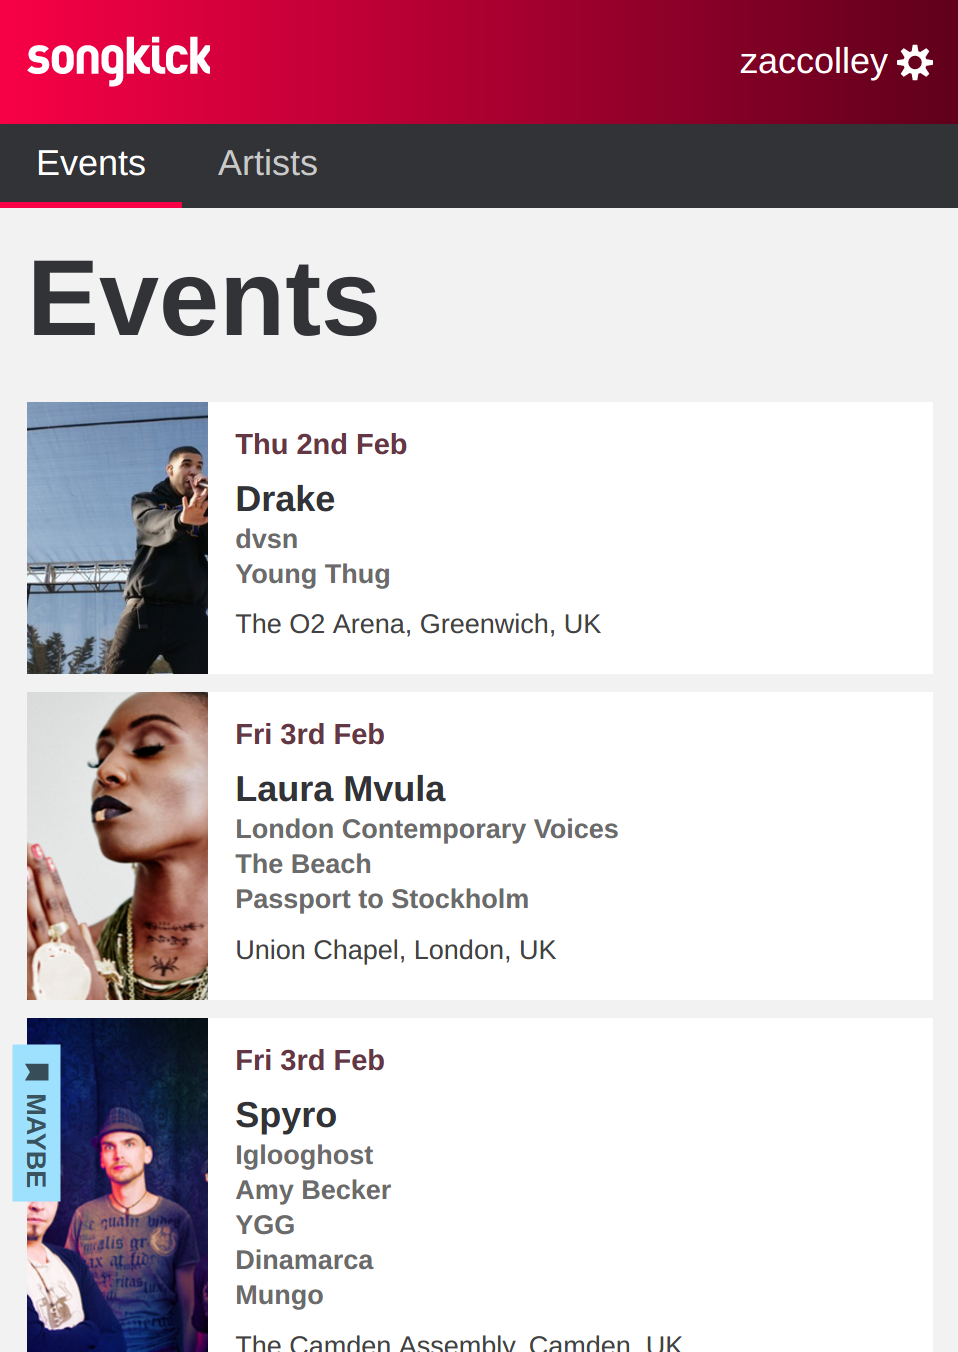 songkick
zaccolley
Events
Artists
Events
Thu 2nd Feb
Drake
dvsn
Young Thug
The O2 Arena, Greenwich, UK
Fri 3rd Feb
Laura Mvula
London Contemporary Voices
The Beach
Passport to Stockholm
Union Chapel, London, UK
MAYBE
Fri 3rd Feb
Spyro
Iglooghost
Amy Becker
YGG
Dinamarca
Mungo
The Camden Assembly, Camden, UK